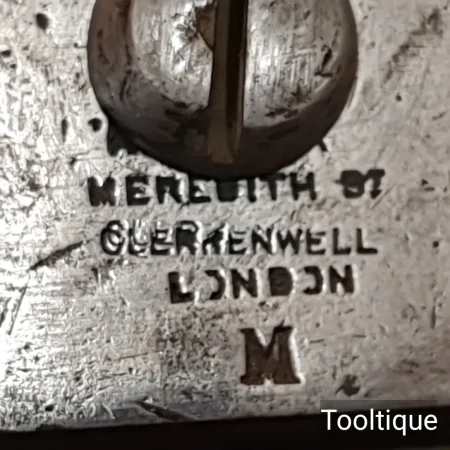 MEREDITH ST
CLERKENWELL
LONDON
M
Tooltique